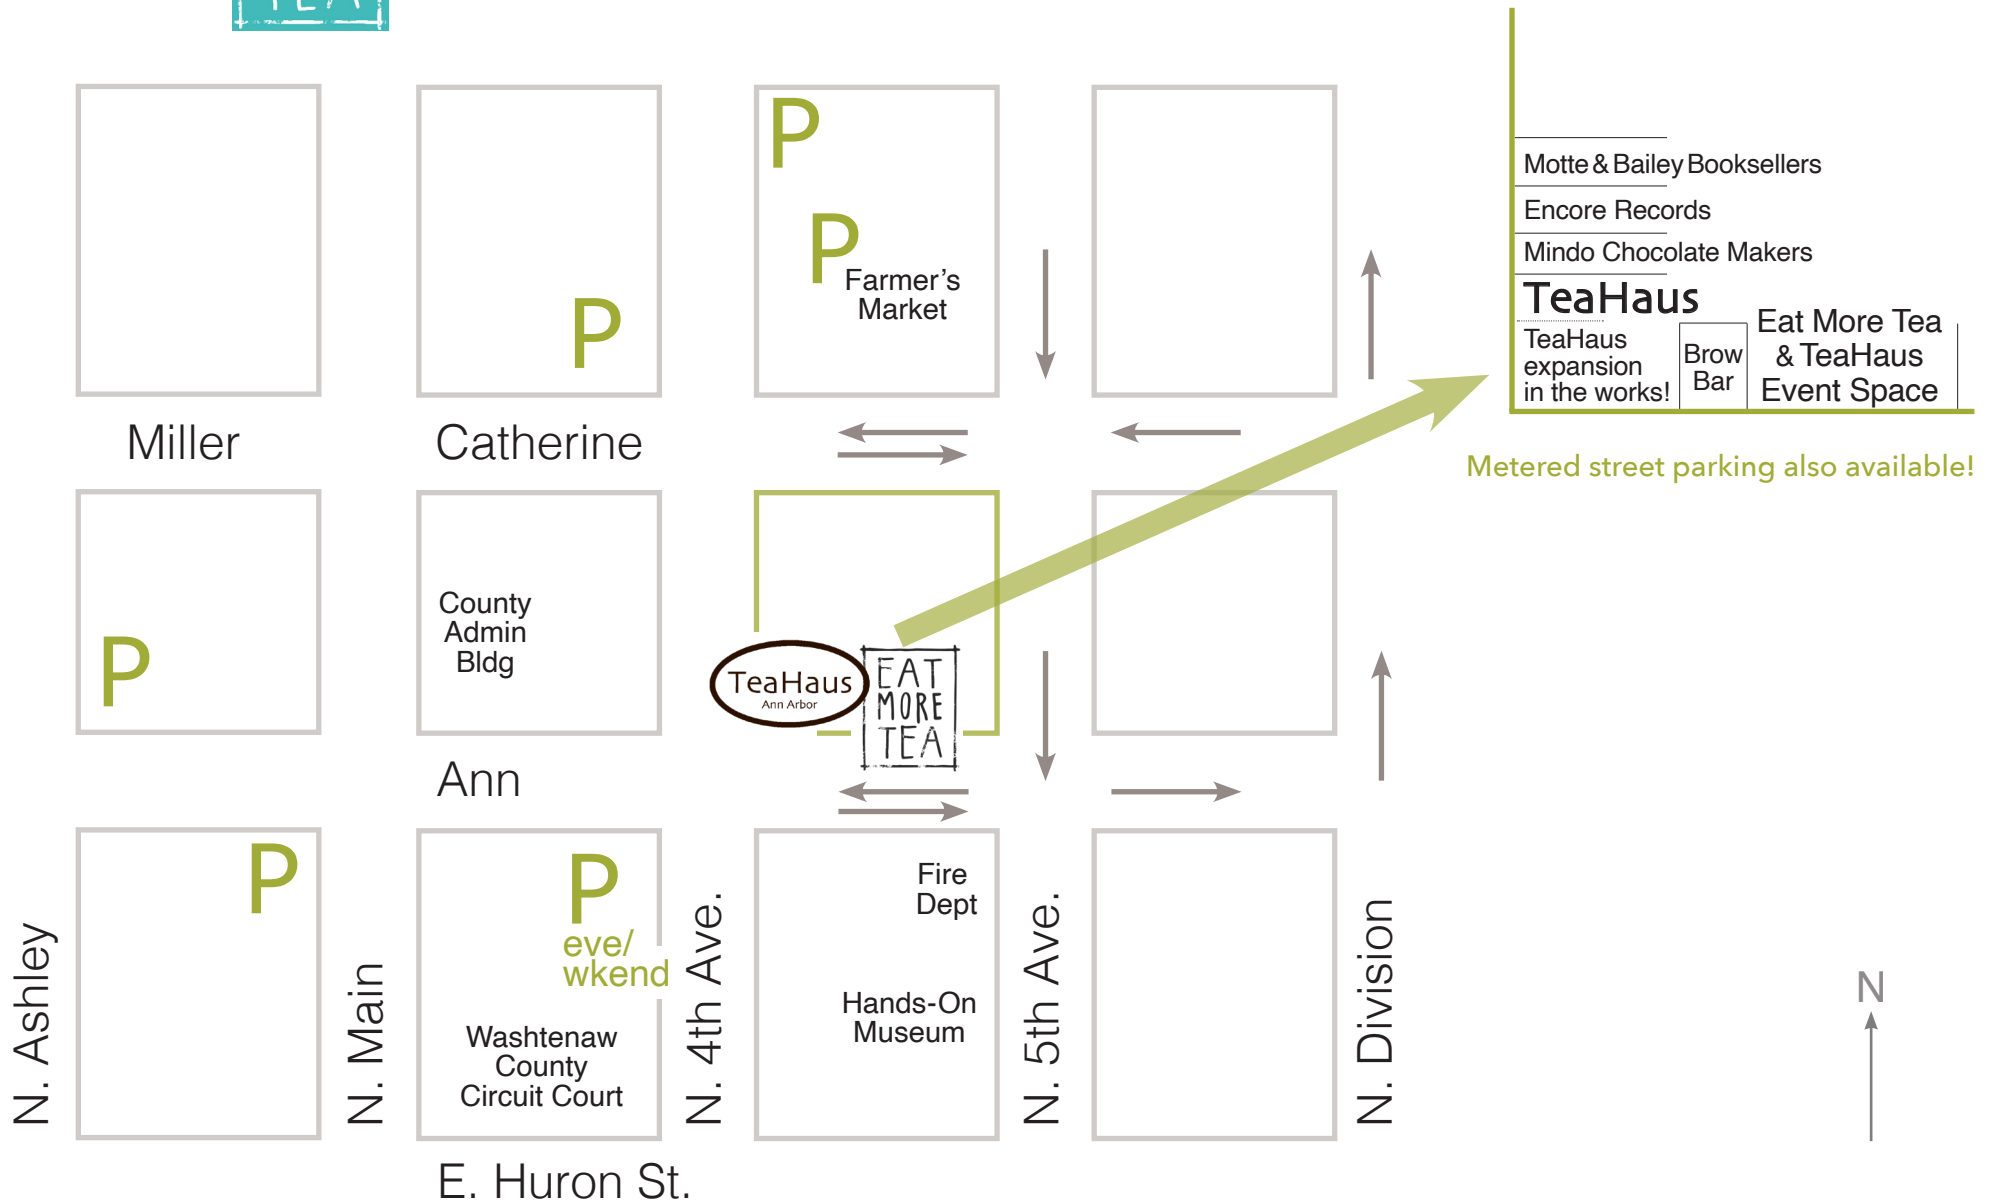 TEA
P
P
P
Farmer's
Market
Motte & Bailey Booksellers
Encore Records
Mindo Chocolate Makers
TeaHaus
TeaHaus
expansion
in the works!
Brow
Bar
Eat More Tea
& TeaHaus
Event Space
Metered street parking also available!
Miller
Catherine
P
County
Admin
Bldg
TeaHaus
Ann Arbor
EAT
MORE
TEA
Ann
P
P
eve/
wkend
Washtenaw
County
Circuit Court
Fire
Dept
Hands-On
Museum
N. Ashley
N. Main
N. 4th Ave.
N. 5th Ave.
N. Division
N
E. Huron St.